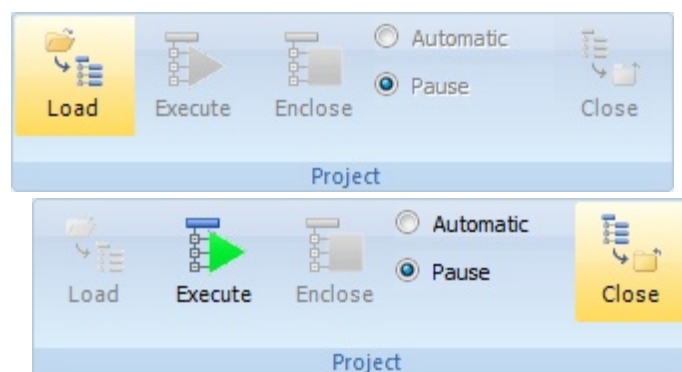 Automatic
Pause
Load Execute Enclose Close
Project
Automatic
Pause
Load Execute Enclose Close
Project